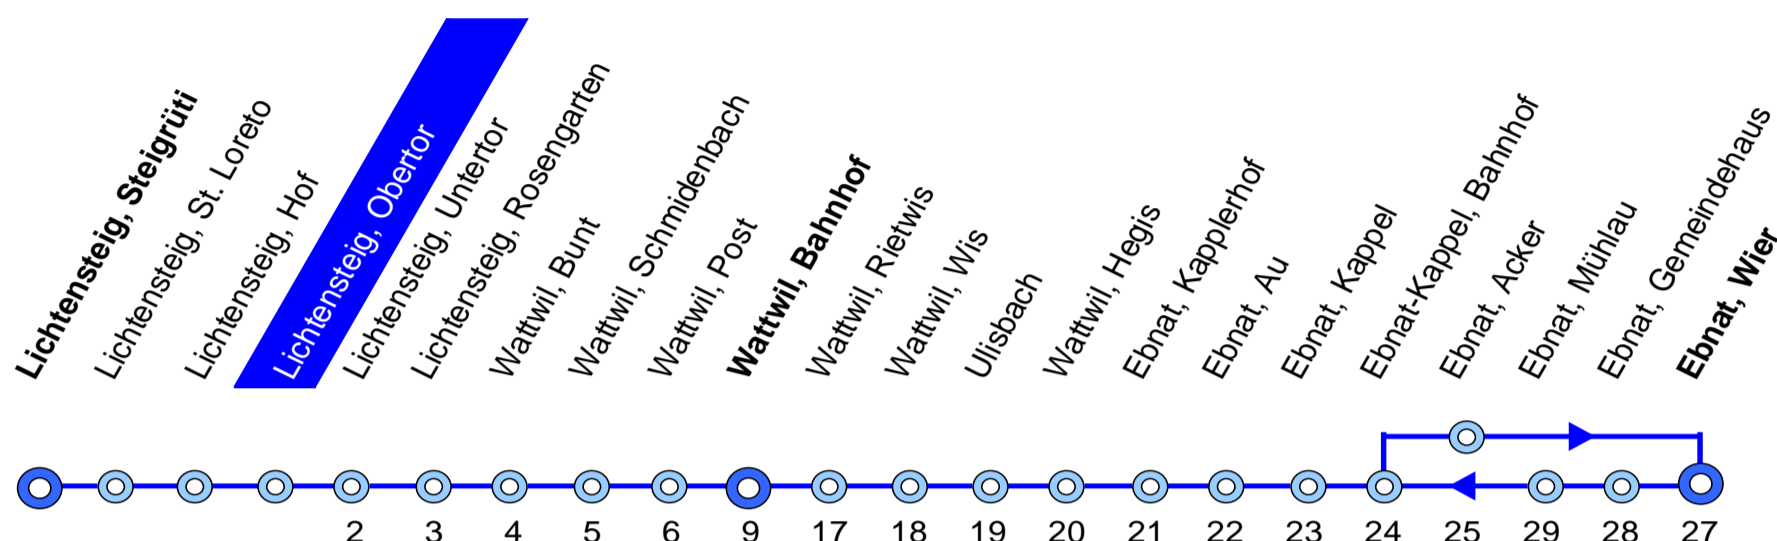 Lichtensteig, Steigrüti
Lichtensteig, St. Loreto
Lichtensteig, Hof
Lichtensteig, Obertor
Lichtensteig, Untertor
Lichtensteig, Rosengarten
Wattwil, Bunt
Wattwil, Schmidenbach
Wattwil, Post
Wattwil, Bahnhof
Wattwil, Rietwis
Wattwil, Wis
Ulisbach
Wattwil, Hegis
Ebnat, Kapplerhof
Ebnat, Au
Ebnat, Kappel
Ebnat-Kappel, Bahnhof
Ebnat, Acker
Ebnat, Mühlau
Ebnat, Gemeindehaus
Ebnat, Wier
2 3 4 5 6 9 17 18 19 20 21 22 23 24 25 29 28 27